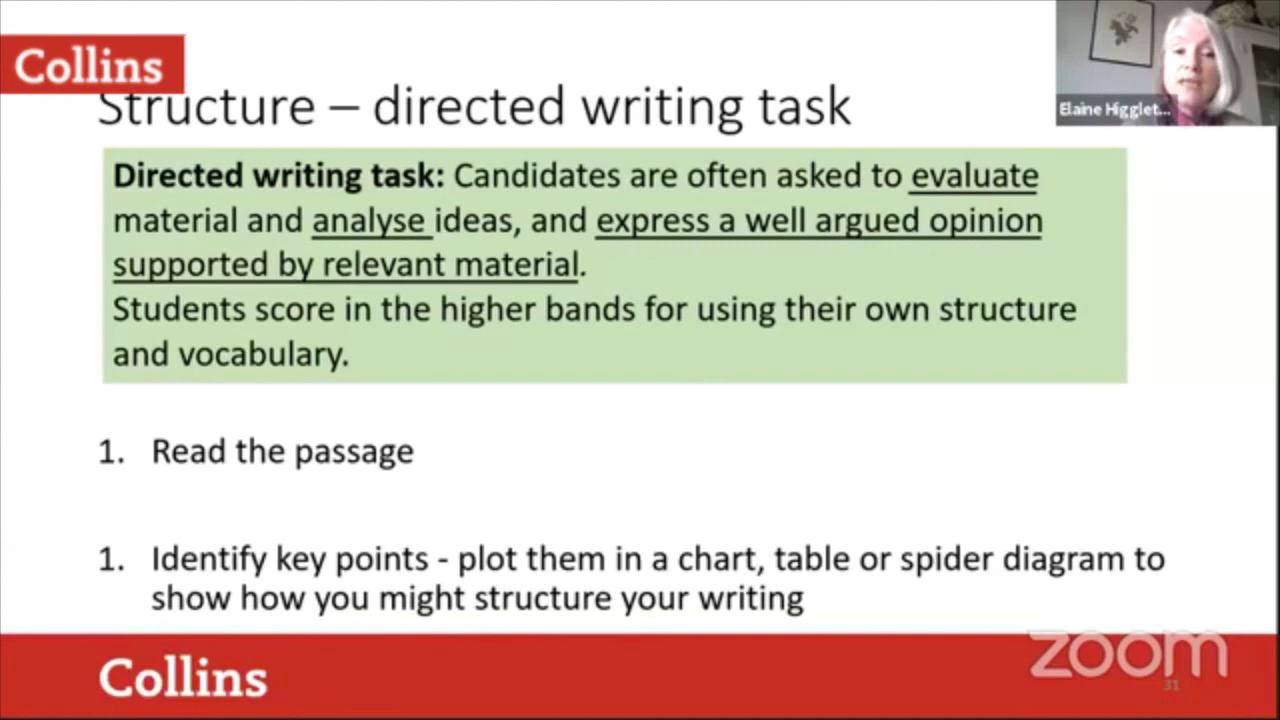 Collins
Elaine Higglet...
Structure – directed writing task
Directed writing task: Candidates are often asked to evaluate
material and analyse ideas, and express a well argued opinion
supported by relevant material.
Students score in the higher bands for using their own structure
and vocabulary.
1. Read the passage
1. Identify key points - plot them in a chart, table or spider diagram to
show how you might structure your writing
zoom
31
Collins